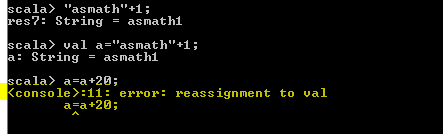 scala> "asmath"+1;
res7: String = asmath1
scala> val a="asmath"+1;
a: String = asmath1
scala> a=a+20;
<console>:11: error: reassignment to val
a=a+20;
^